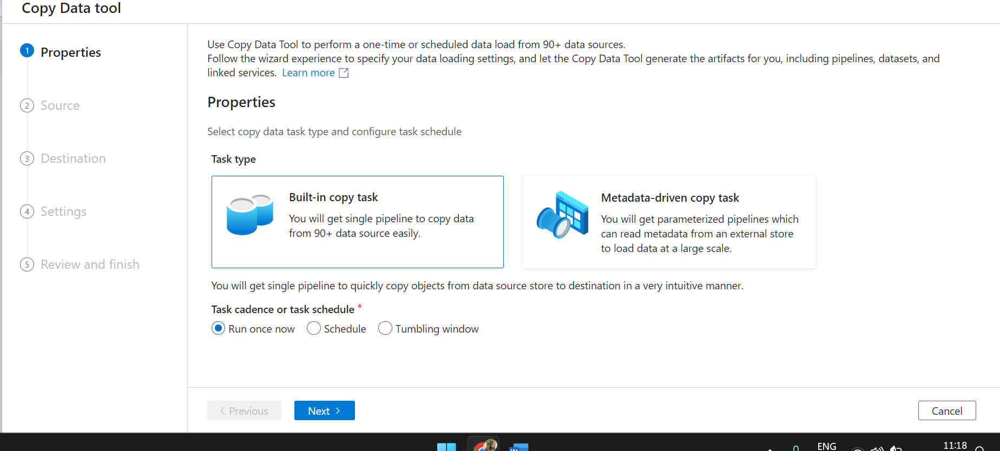 Copy Data tool
1 Properties
2 Source
3 Destination
4 Settings
5 Review and finish
Use Copy Data Tool to perform a one-time or scheduled data load from 90+ data sources.
Follow the wizard experience to specify your data loading settings, and let the Copy Data Tool generate the artifacts for you, including pipelines, datasets, and
linked services. Learn more
Properties
Select copy data task type and configure task schedule
Task type
Built-in copy task
You will get single pipeline to copy data
from 90+ data source easily.
Metadata-driven copy task
You will get parameterized pipelines which
can read metadata from an external store
to load data at a large scale.
You will get single pipeline to quickly copy objects from data source store to destination in a very intuitive manner.
Task cadence or task schedule *
Run once now Schedule Tumbling window
< Previous Next > Cancel
W ENG 11:18